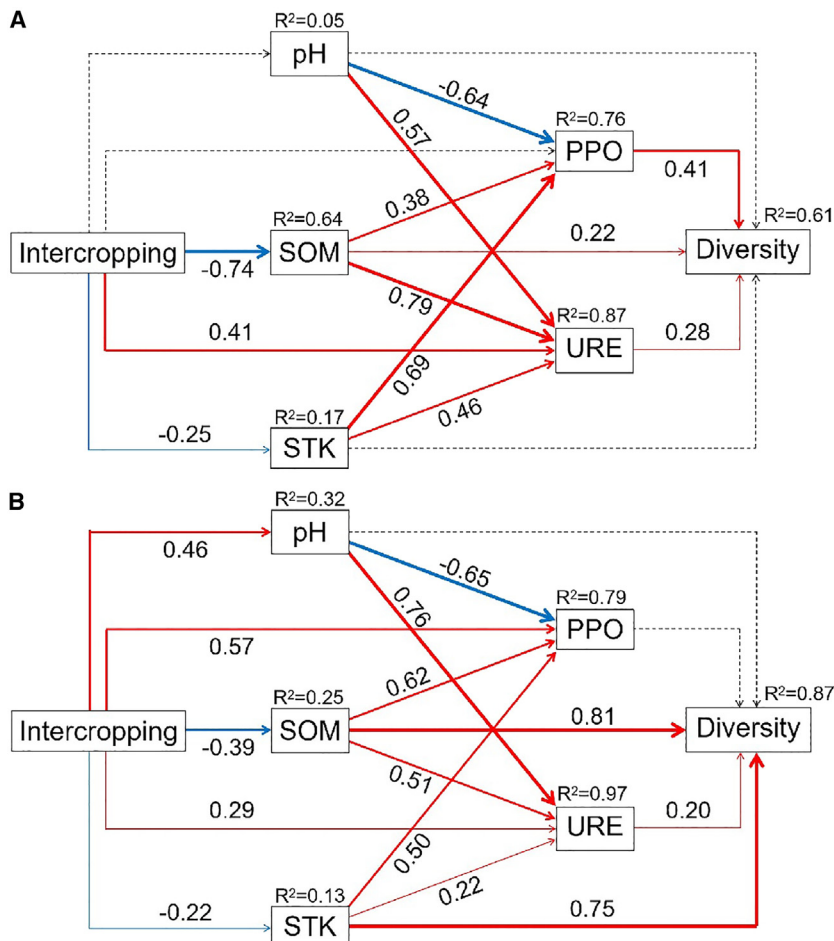 A
R²=0.05
pH
-0.64
0.57
R²=0.76
PPO
0.41
0.38
R²=0.64
SOM
0.22
R²=0.61
Diversity
Intercropping
-0.74
0.79
R²=0.87
URE
0.28
0.41
0.69
0.46
R²=0.17
STK
-0.25
B
R²=0.32
pH
0.46
-0.65
0.76
R²=0.79
PPO
0.57
0.62
R²=0.25
SOM
0.81
R²=0.87
Diversity
Intercropping
-0.39
0.51
R²=0.97
URE
0.20
0.29
0.50
0.22
R²=0.13
STK
-0.22
0.75